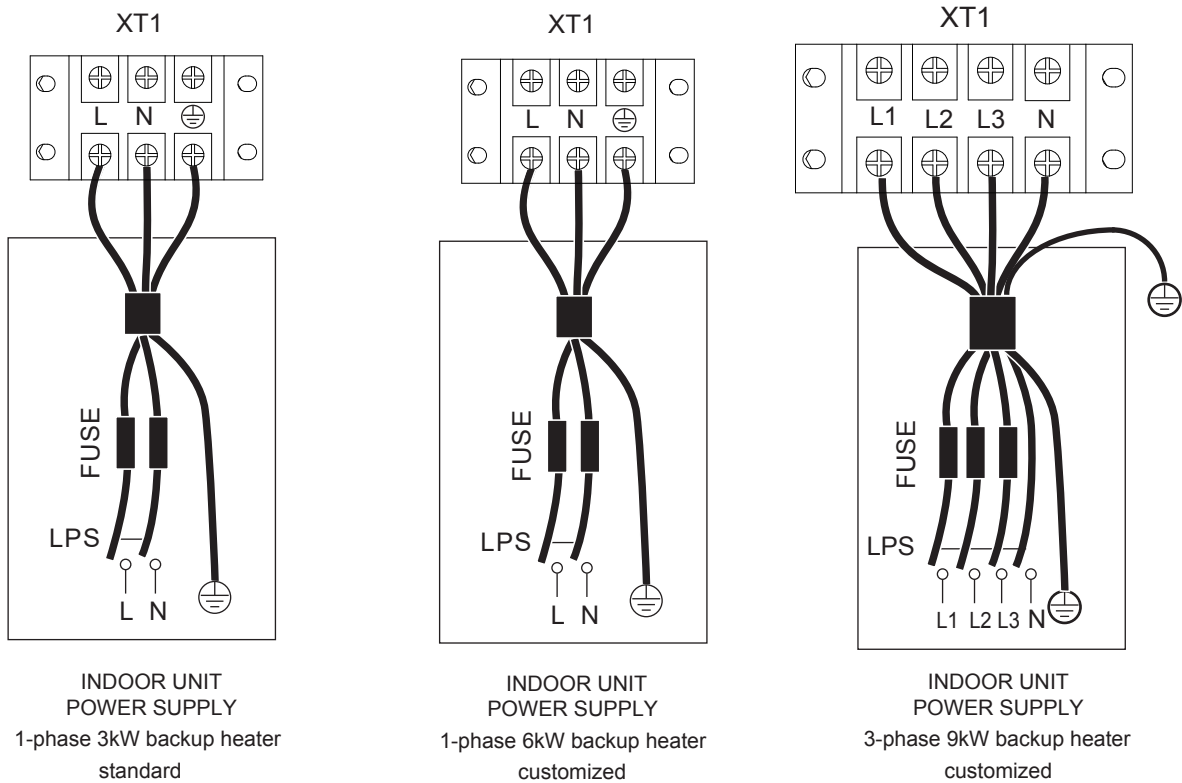 XT1
L N
FUSE
LPS
L N
INDOOR UNIT
POWER SUPPLY
1-phase 3kW backup heater
standard
XT1
L N
FUSE
LPS
L N
INDOOR UNIT
POWER SUPPLY
1-phase 6kW backup heater
customized
XT1
L1 L2 L3 N
FUSE
LPS
L1 L2 L3 N
INDOOR UNIT
POWER SUPPLY
3-phase 9kW backup heater
customized